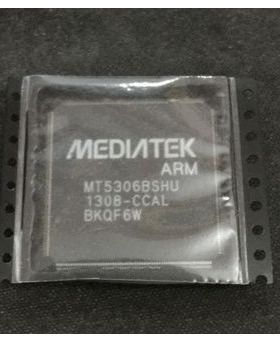 MEDIATEK
ARM
MT5306BSHU
1308-CCAL
BKQF6W